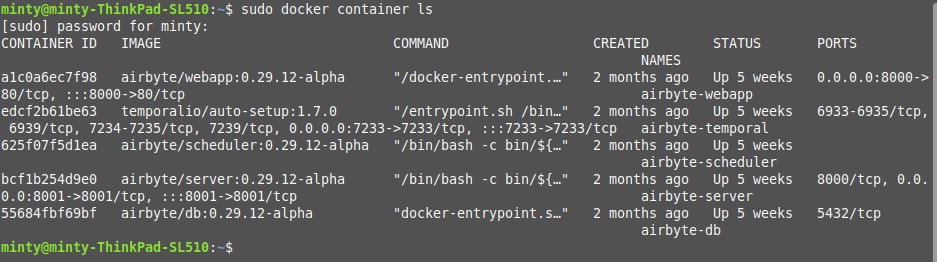 minty@minty-ThinkPad-SL510:~$ sudo docker container ls
[sudo] password for minty:
CONTAINER ID   IMAGE                              COMMAND                  CREATED        STATUS       PORTS
                                                                                NAMES
a1c0a6ec7f98   airbyte/webapp:0.29.12-alpha      "/docker-entrypoint.…"   2 months ago   Up 5 weeks   0.0.0.0:8000->
80/tcp, :::8000->80/tcp                                                         airbyte-webapp
edcf2b61be63   temporalio/auto-setup:1.7.0       "/entrypoint.sh /bin…"   2 months ago   Up 5 weeks   6933-6935/tcp,
 6939/tcp, 7234-7235/tcp, 7239/tcp, 0.0.0.0:7233->7233/tcp, :::7233->7233/tcp   airbyte-temporal
625f07f5d1ea   airbyte/scheduler:0.29.12-alpha   "/bin/bash -c bin/${…"   2 months ago   Up 5 weeks
                                                                                airbyte-scheduler
bcf1b254d9e0   airbyte/server:0.29.12-alpha      "/bin/bash -c bin/${…"   2 months ago   Up 5 weeks   8000/tcp, 0.0.
0.0:8001->8001/tcp, :::8001->8001/tcp                                           airbyte-server
55684fbf69bf   airbyte/db:0.29.12-alpha          "docker-entrypoint.s…"   2 months ago   Up 5 weeks   5432/tcp
                                                                                airbyte-db
minty@minty-ThinkPad-SL510:~$